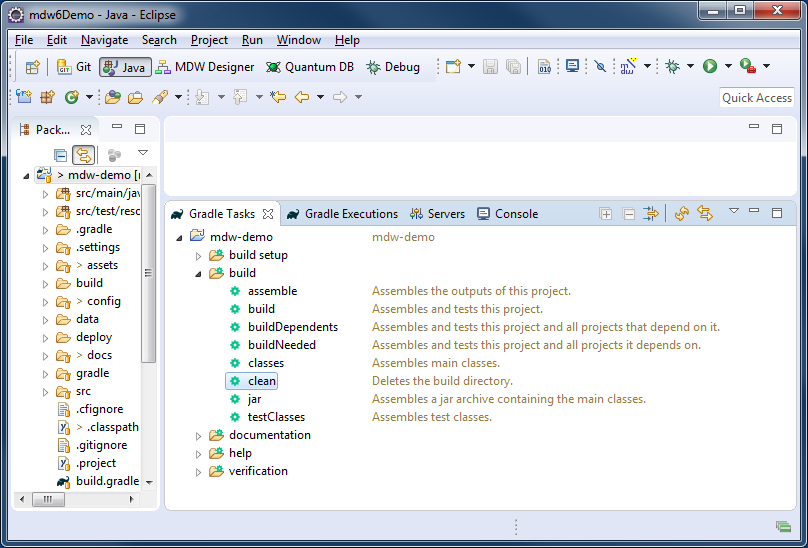 mdw6Demo - Java - Eclipse
File Edit Navigate Search Project Run Window Help
Git Java MDW Designer Quantum DB Debug
Quick Access
Pack...
> mdw-demo [r
src/main/jav
src/test/resc
.gradle
.settings
> assets
build
> config
data
deploy
> docs
gradle
src
.cfignore
> .classpath
.gitignore
.project
build.gradle
Gradle Tasks Gradle Executions Servers Console
mdw-demo mdw-demo
build setup
build
assemble Assembles the outputs of this project.
build Assembles and tests this project.
buildDependents Assembles and tests this project and all projects that depend on it.
buildNeeded Assembles and tests this project and all projects it depends on.
classes Assembles main classes.
clean Deletes the build directory.
jar Assembles a jar archive containing the main classes.
testClasses Assembles test classes.
documentation
help
verification